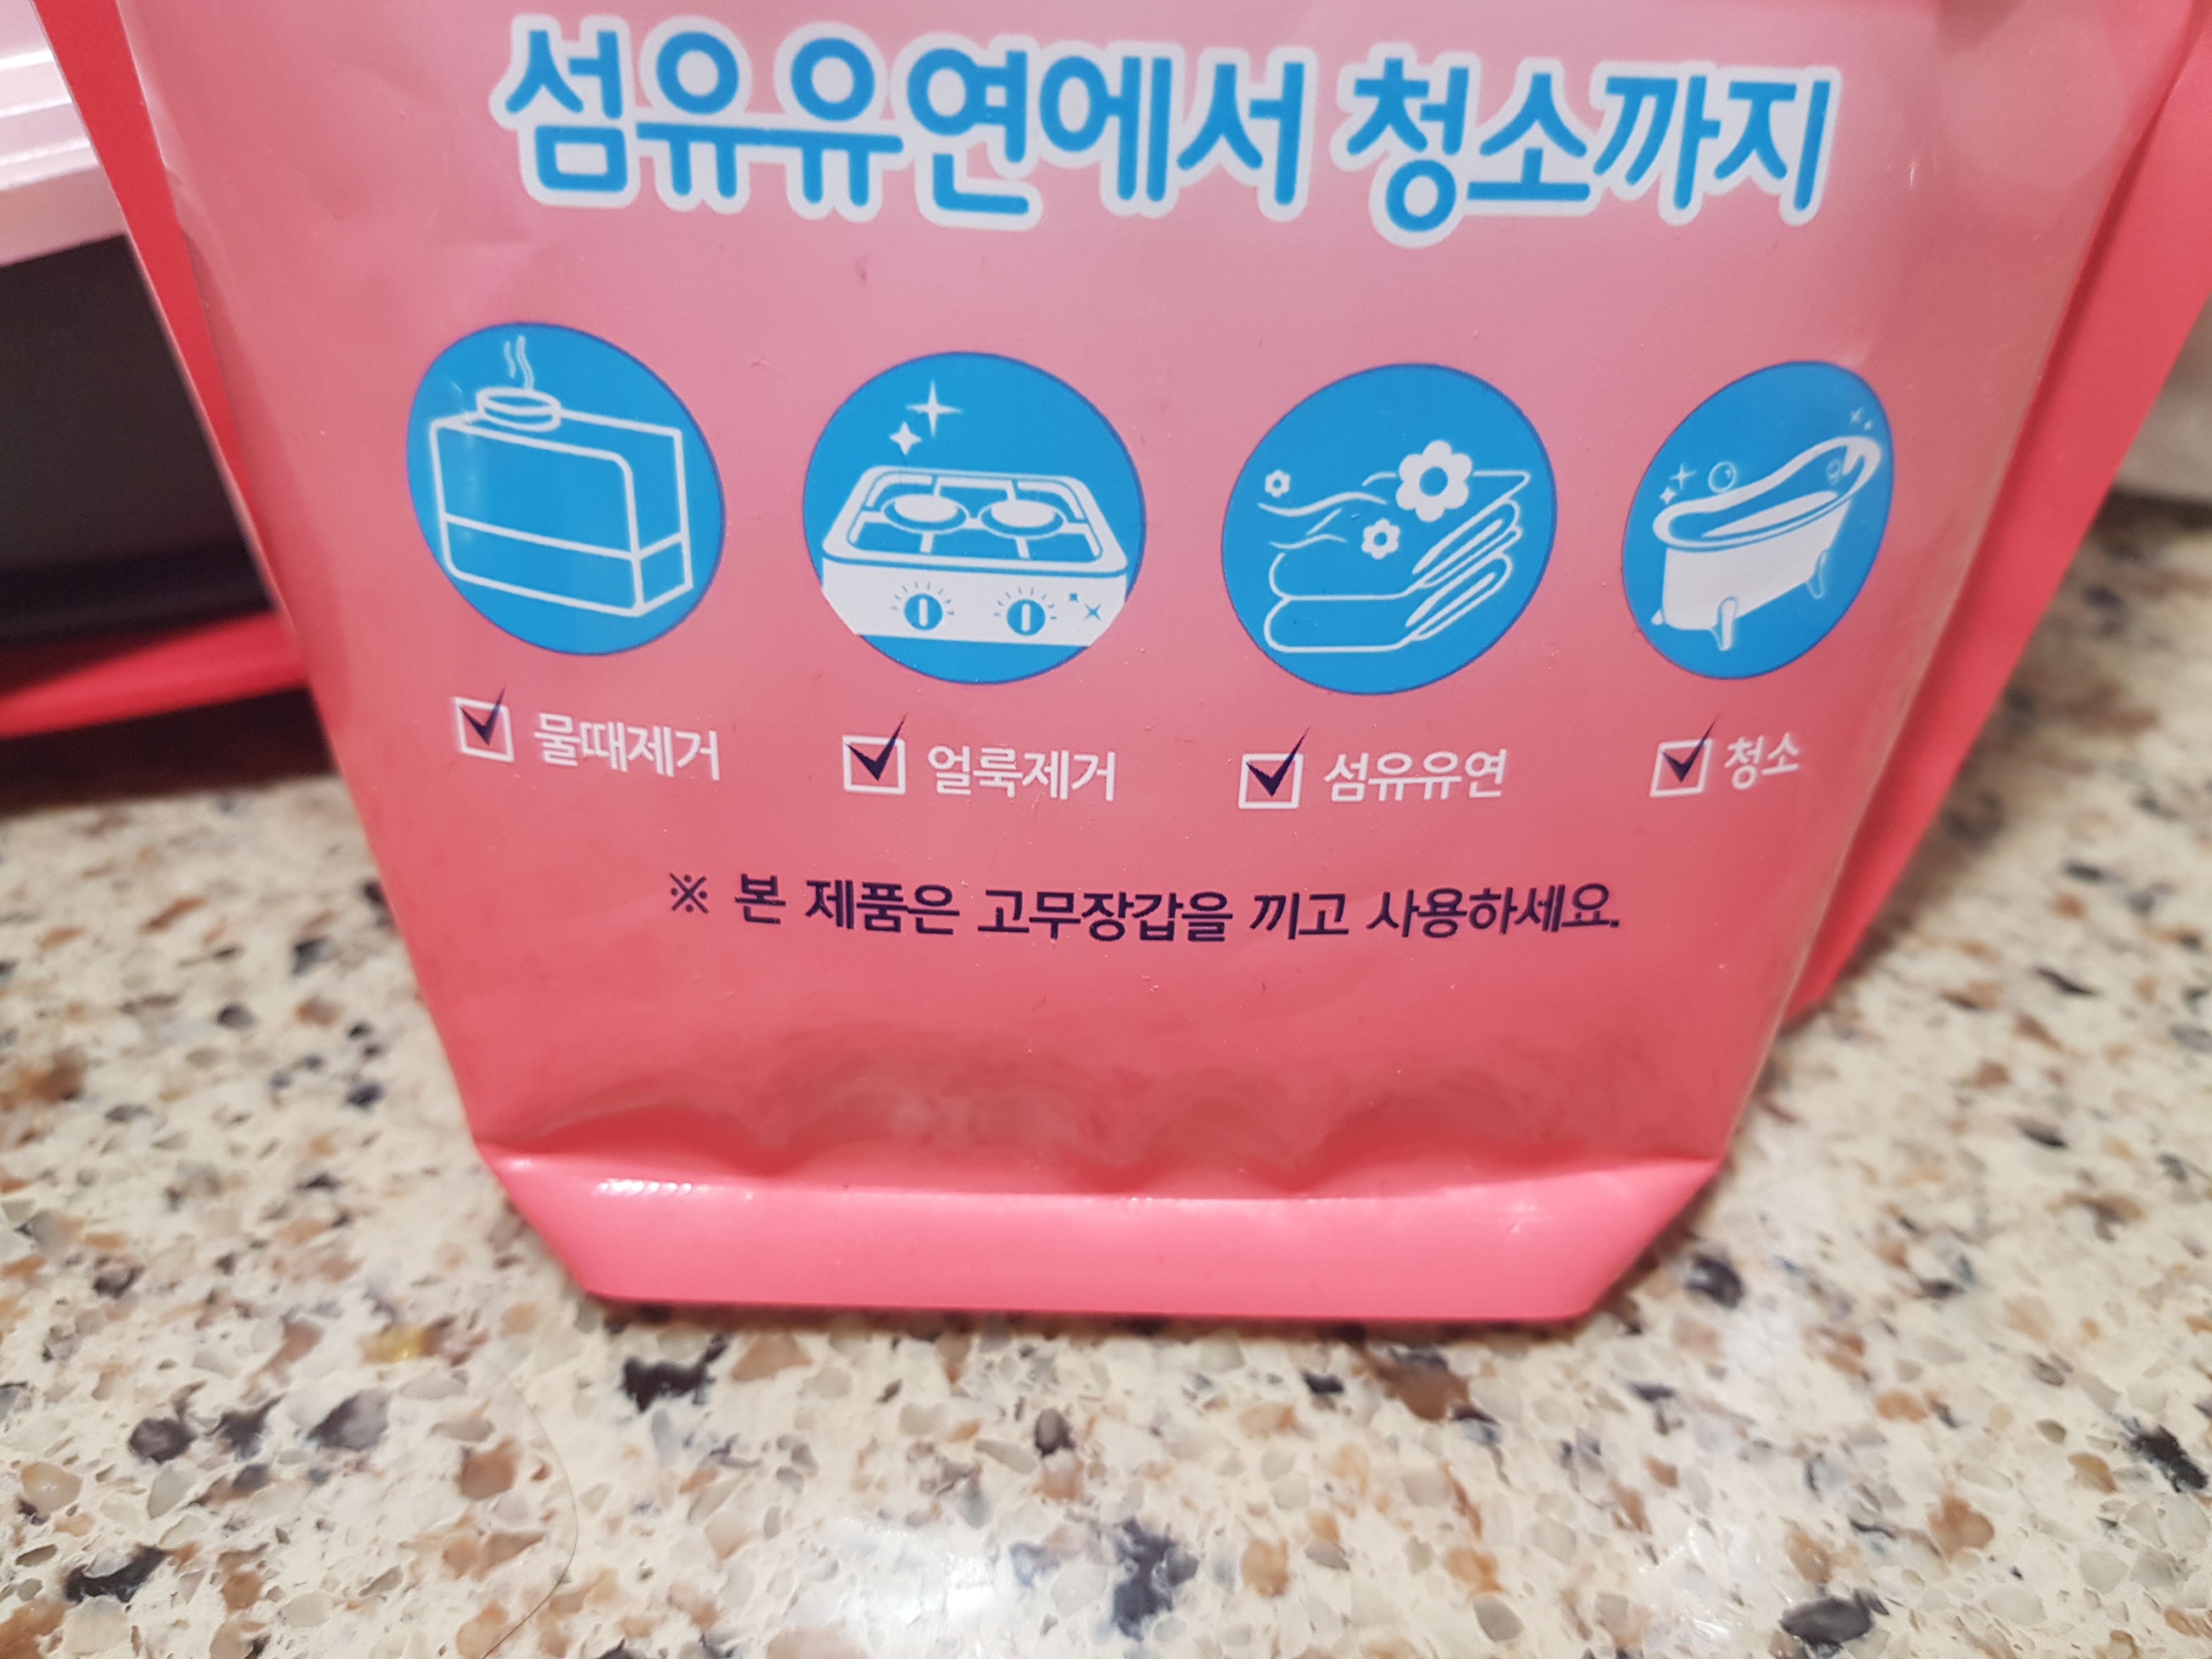 섬유유연에서 청소까지
물때제거
얼룩제거
섬유유연
청소
※ 본 제품은 고무장갑을 끼고 사용하세요.